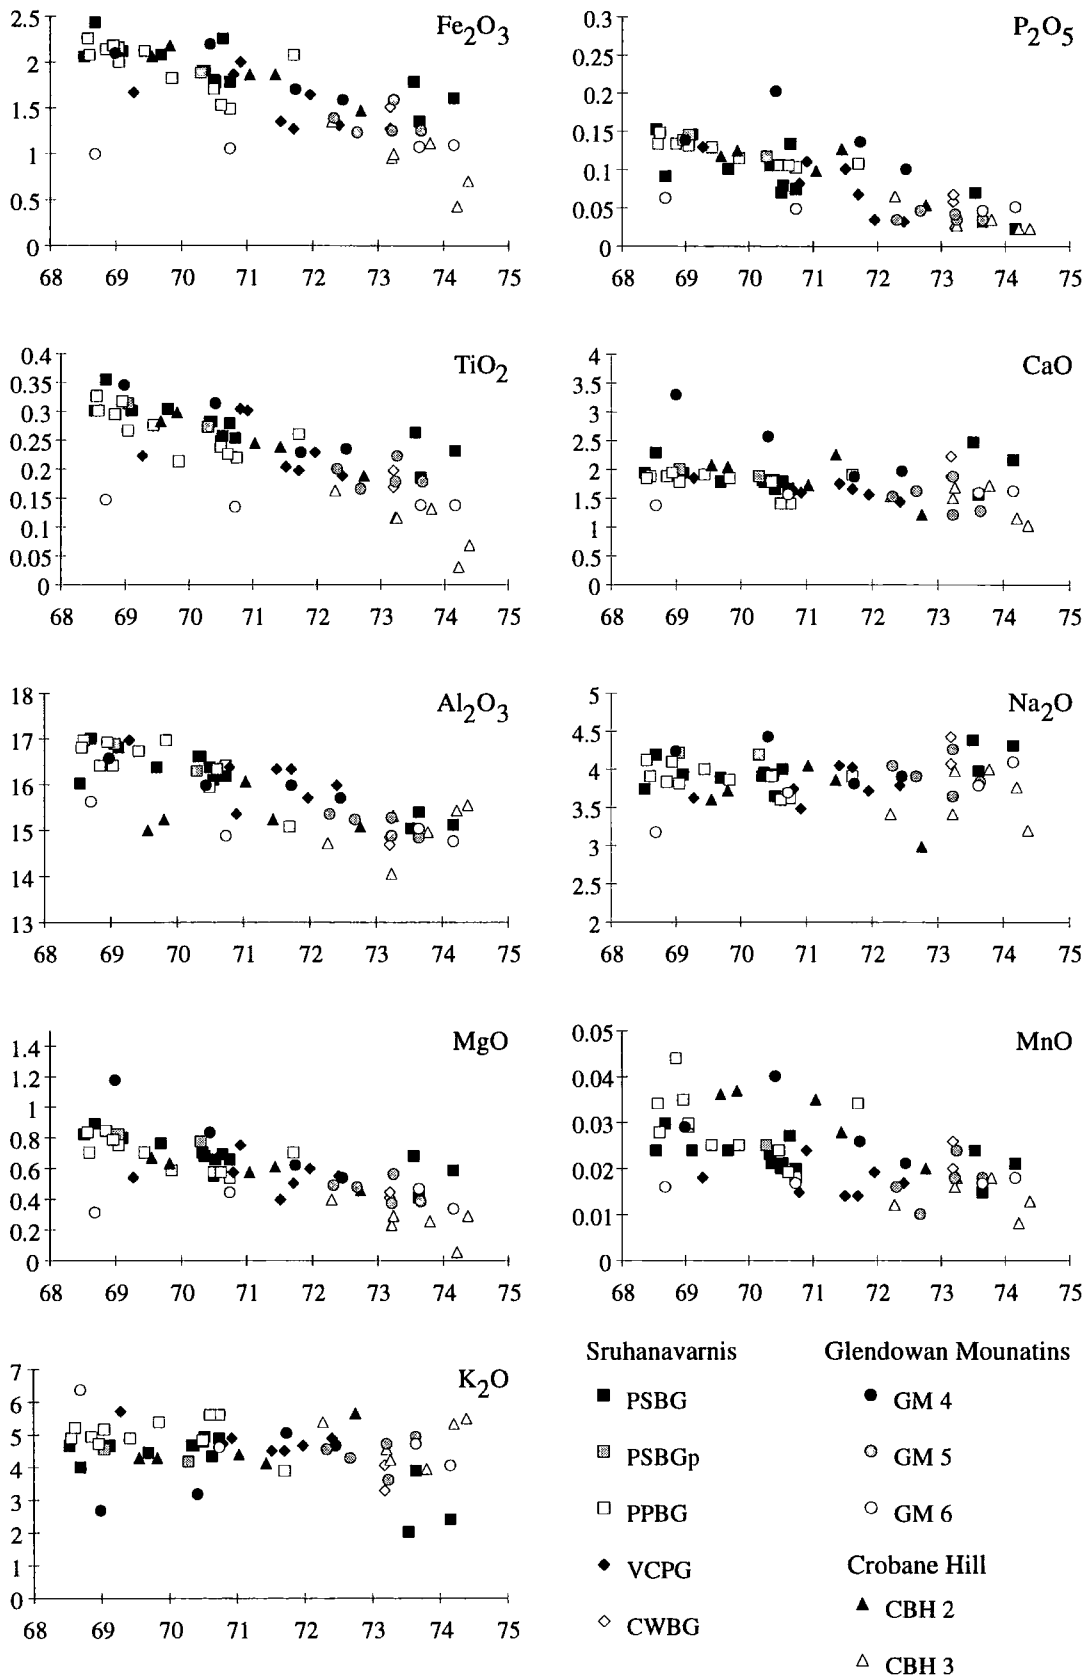 Fe2O3
2.5
2
1.5
1
0.5
0
68 69 70 71 72 73 74 75
P2O5
0.3
0.25
0.2
0.15
0.1
0.05
0
68 69 70 71 72 73 74 75
TiO2
0.4
0.35
0.3
0.25
0.2
0.15
0.1
0.05
0
68 69 70 71 72 73 74 75
CaO
4
3.5
3
2.5
2
1.5
1
0.5
0
68 69 70 71 72 73 74 75
Al2O3
18
17
16
15
14
13
68 69 70 71 72 73 74 75
Na2O
5
4.5
4
3.5
3
2.5
2
68 69 70 71 72 73 74 75
MgO
1.4
1.2
1
0.8
0.6
0.4
0.2
0
68 69 70 71 72 73 74 75
MnO
0.05
0.04
0.03
0.02
0.01
0
68 69 70 71 72 73 74 75
K2O
7
6
5
4
3
2
1
0
68 69 70 71 72 73 74 75
Sruhanavarnis
PSBG
PSBGp
PPBG
VCPG
CWBG
Glendowan Mounatins
GM 4
GM 5
GM 6
Crobane Hill
CBH 2
CBH 3